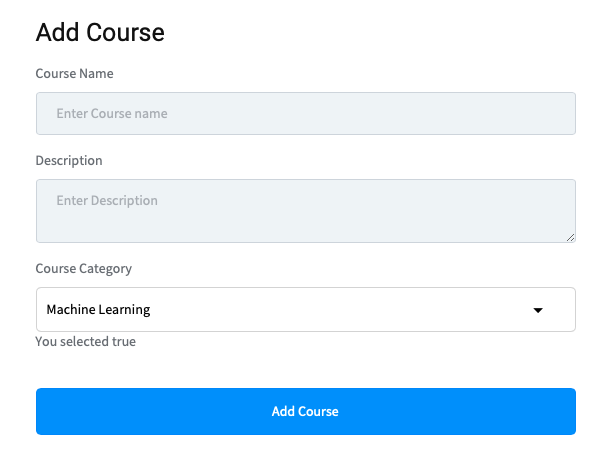 Add Course
Course Name
Enter Course name
Description
Enter Description
Course Category
Machine Learning
You selected true
Add Course